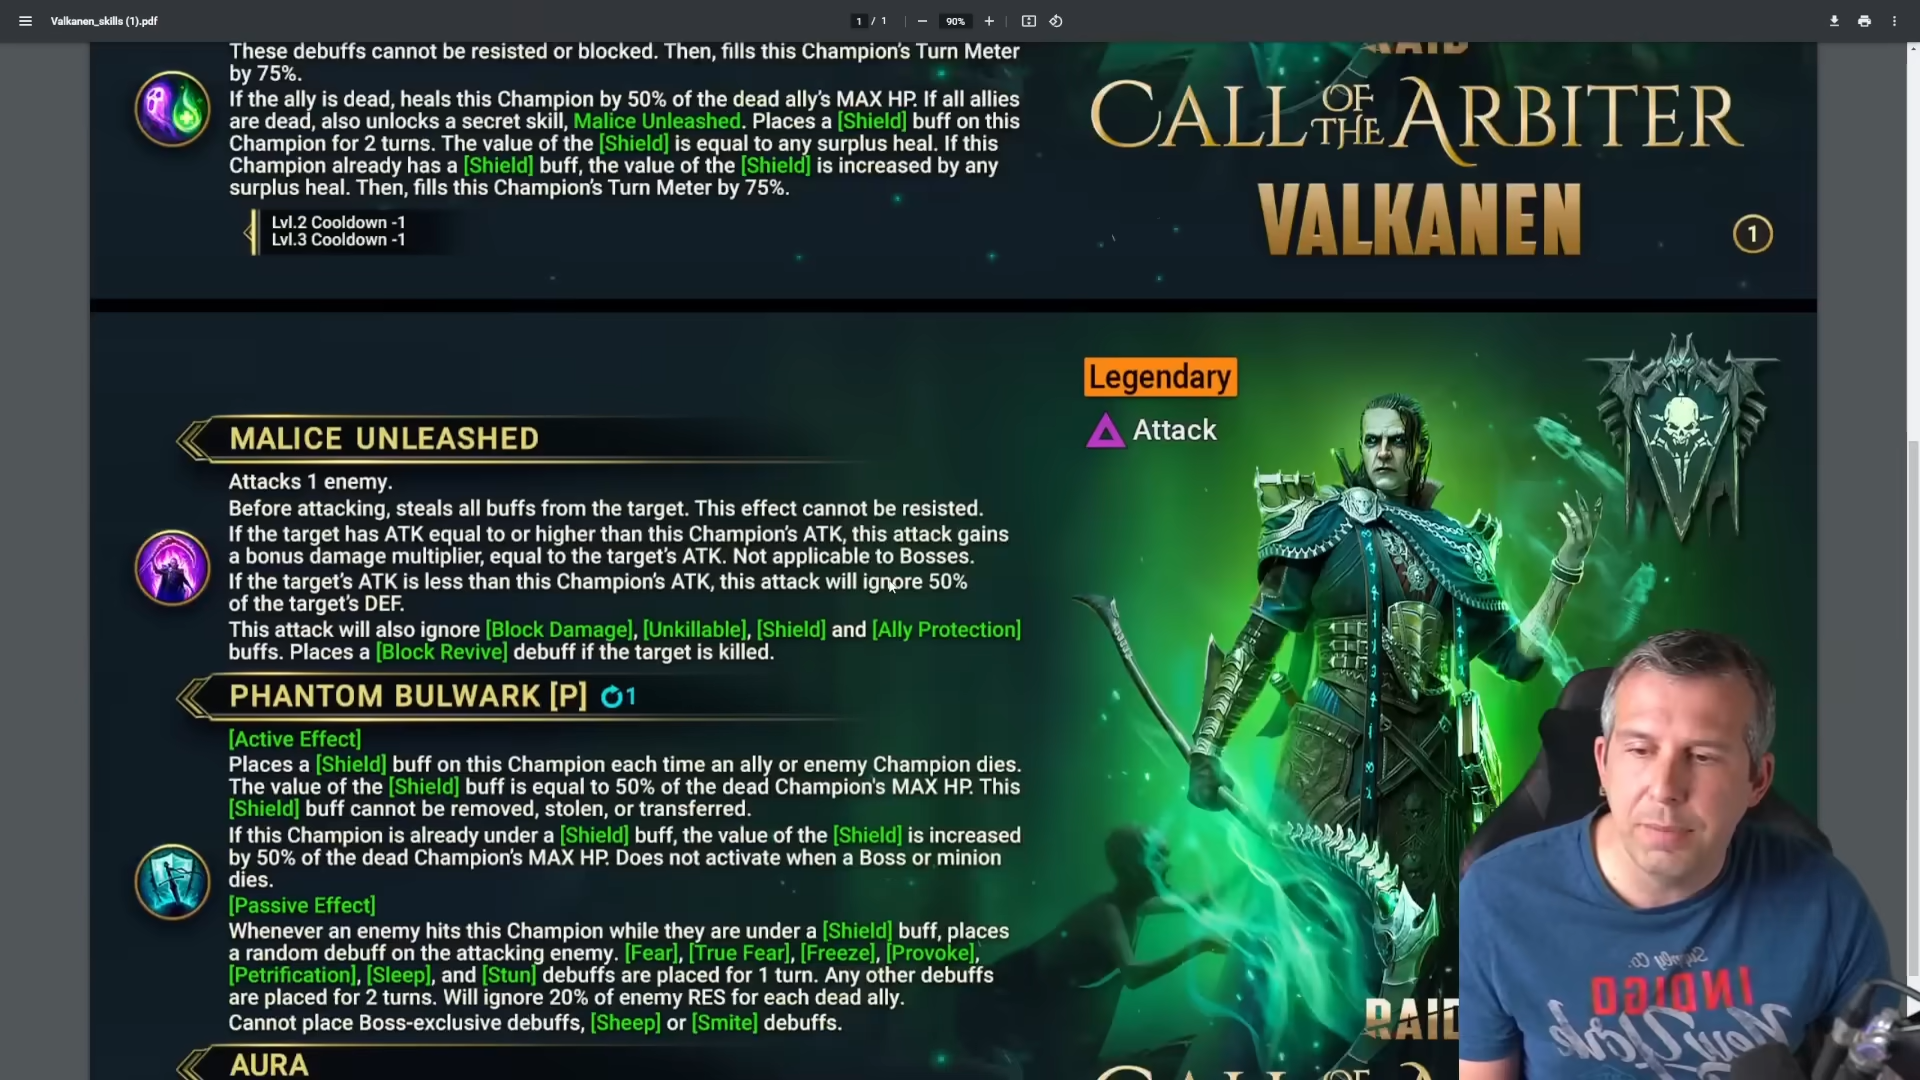 Valkanen_skills (1).pdf
1 / 1
90%
These debuffs cannot be resisted or blocked. Then, fills this Champion's Turn Meter
by 75%.
If the ally is dead, heals this Champion by 50% of the dead ally's MAX HP. If all allies
are dead, also unlocks a secret skill, Malice Unleashed. Places a [Shield] buff on this
Champion for 2 turns. The value of the [Shield] is equal to any surplus heal. If this
Champion already has a [Shield] buff, the value of the [Shield] is increased by any
surplus heal. Then, fills this Champion's Turn Meter by 75%.
Lvl.2 Cooldown -1
Lvl.3 Cooldown -1
RAID
CALL OF THE ARBITER
VALKANEN
1
Legendary
Attack
MALICE UNLEASHED
Attacks 1 enemy.
Before attacking, steals all buffs from the target. This effect cannot be resisted.
If the target has ATK equal to or higher than this Champion's ATK, this attack gains
a bonus damage multiplier, equal to the target's ATK. Not applicable to Bosses.
If the target's ATK is less than this Champion's ATK, this attack will ignore 50%
of the target's DEF.
This attack will also ignore [Block Damage], [Unkillable], [Shield] and [Ally Protection]
buffs. Places a [Block Revive] debuff if the target is killed.
PHANTOM BULWARK [P] 1
[Active Effect]
Places a [Shield] buff on this Champion each time an ally or enemy Champion dies.
The value of the [Shield] buff is equal to 50% of the dead Champion's MAX HP. This
[Shield] buff cannot be removed, stolen, or transferred.
If this Champion is already under a [Shield] buff, the value of the [Shield] is increased
by 50% of the dead Champion's MAX HP. Does not activate when a Boss or minion
dies.
[Passive Effect]
Whenever an enemy hits this Champion while they are under a [Shield] buff, places
a random debuff on the attacking enemy. [Fear], [True Fear], [Freeze], [Provoke],
[Petrification], [Sleep], and [Stun] debuffs are placed for 1 turn. Any other debuffs
are placed for 2 turns. Will ignore 20% of enemy RES for each dead ally.
Cannot place Boss-exclusive debuffs, [Sheep] or [Smite] debuffs.
AURA
RAID
Supply Co.
INDIGO
New York